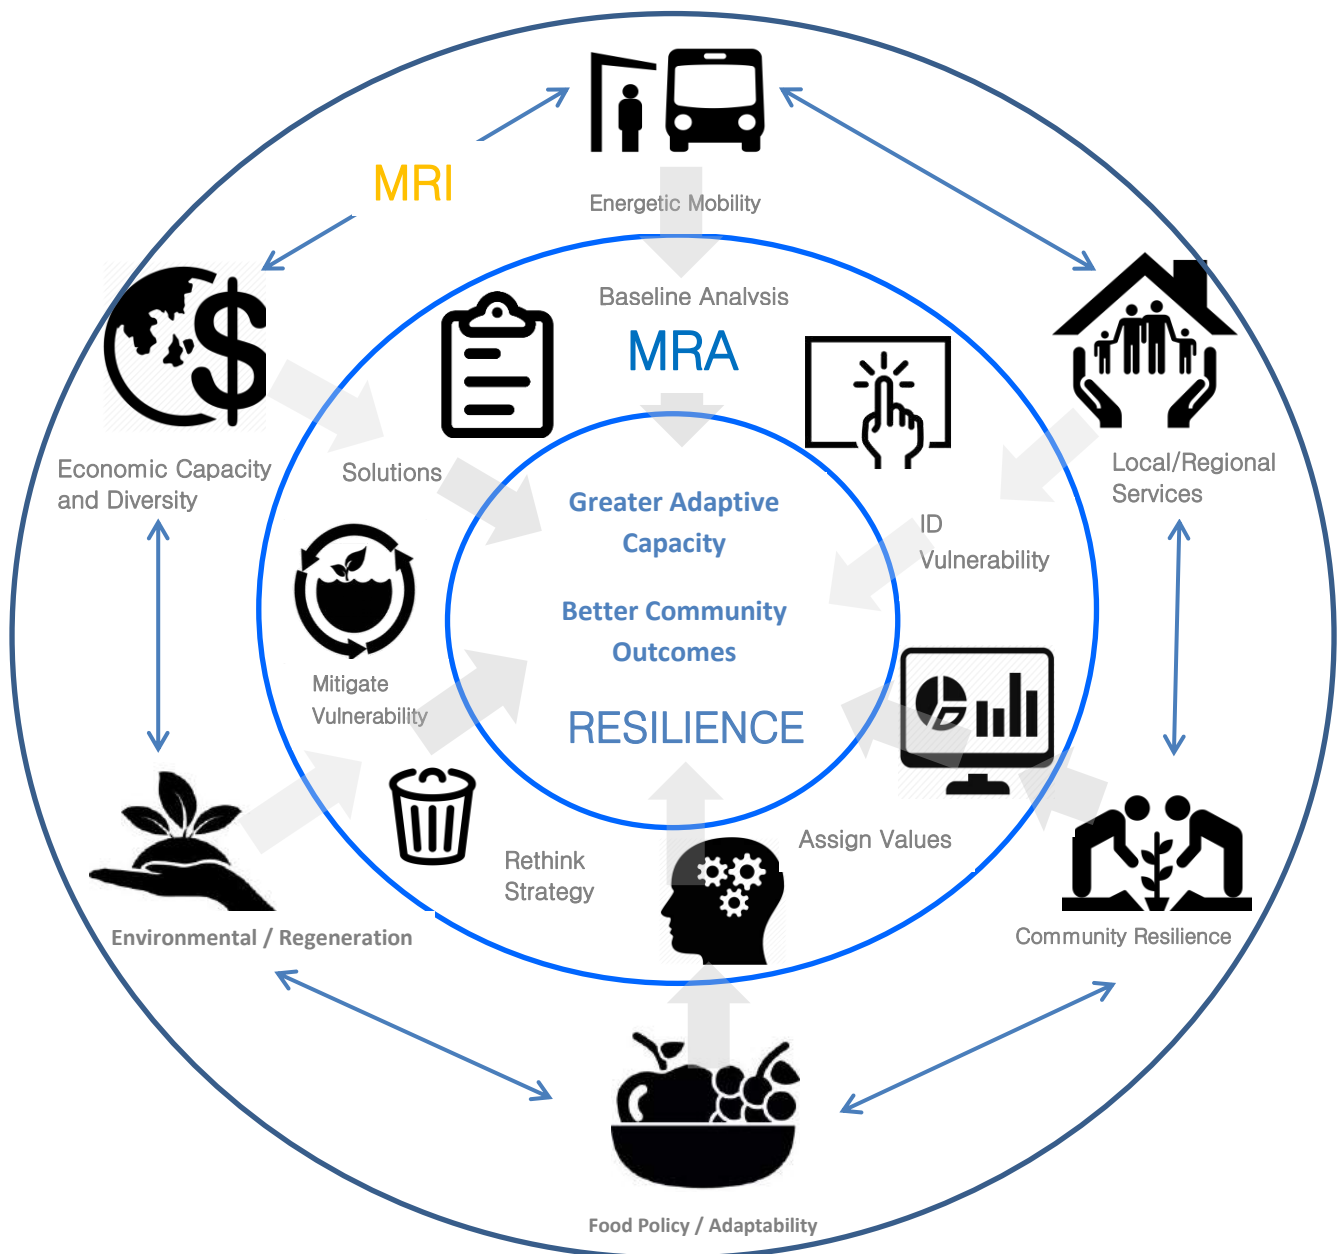 MRI
Energetic Mobility
Baseline Analysis
MRA
Economic Capacity
and Diversity
Solutions
Local/Regional
Services
Greater Adaptive
Capacity
ID
Vulnerability
Better Community
Outcomes
Mitigate
Vulnerability
RESILIENCE
Assign Values
Rethink
Strategy
Environmental / Regeneration
Community Resilience
Food Policy / Adaptability